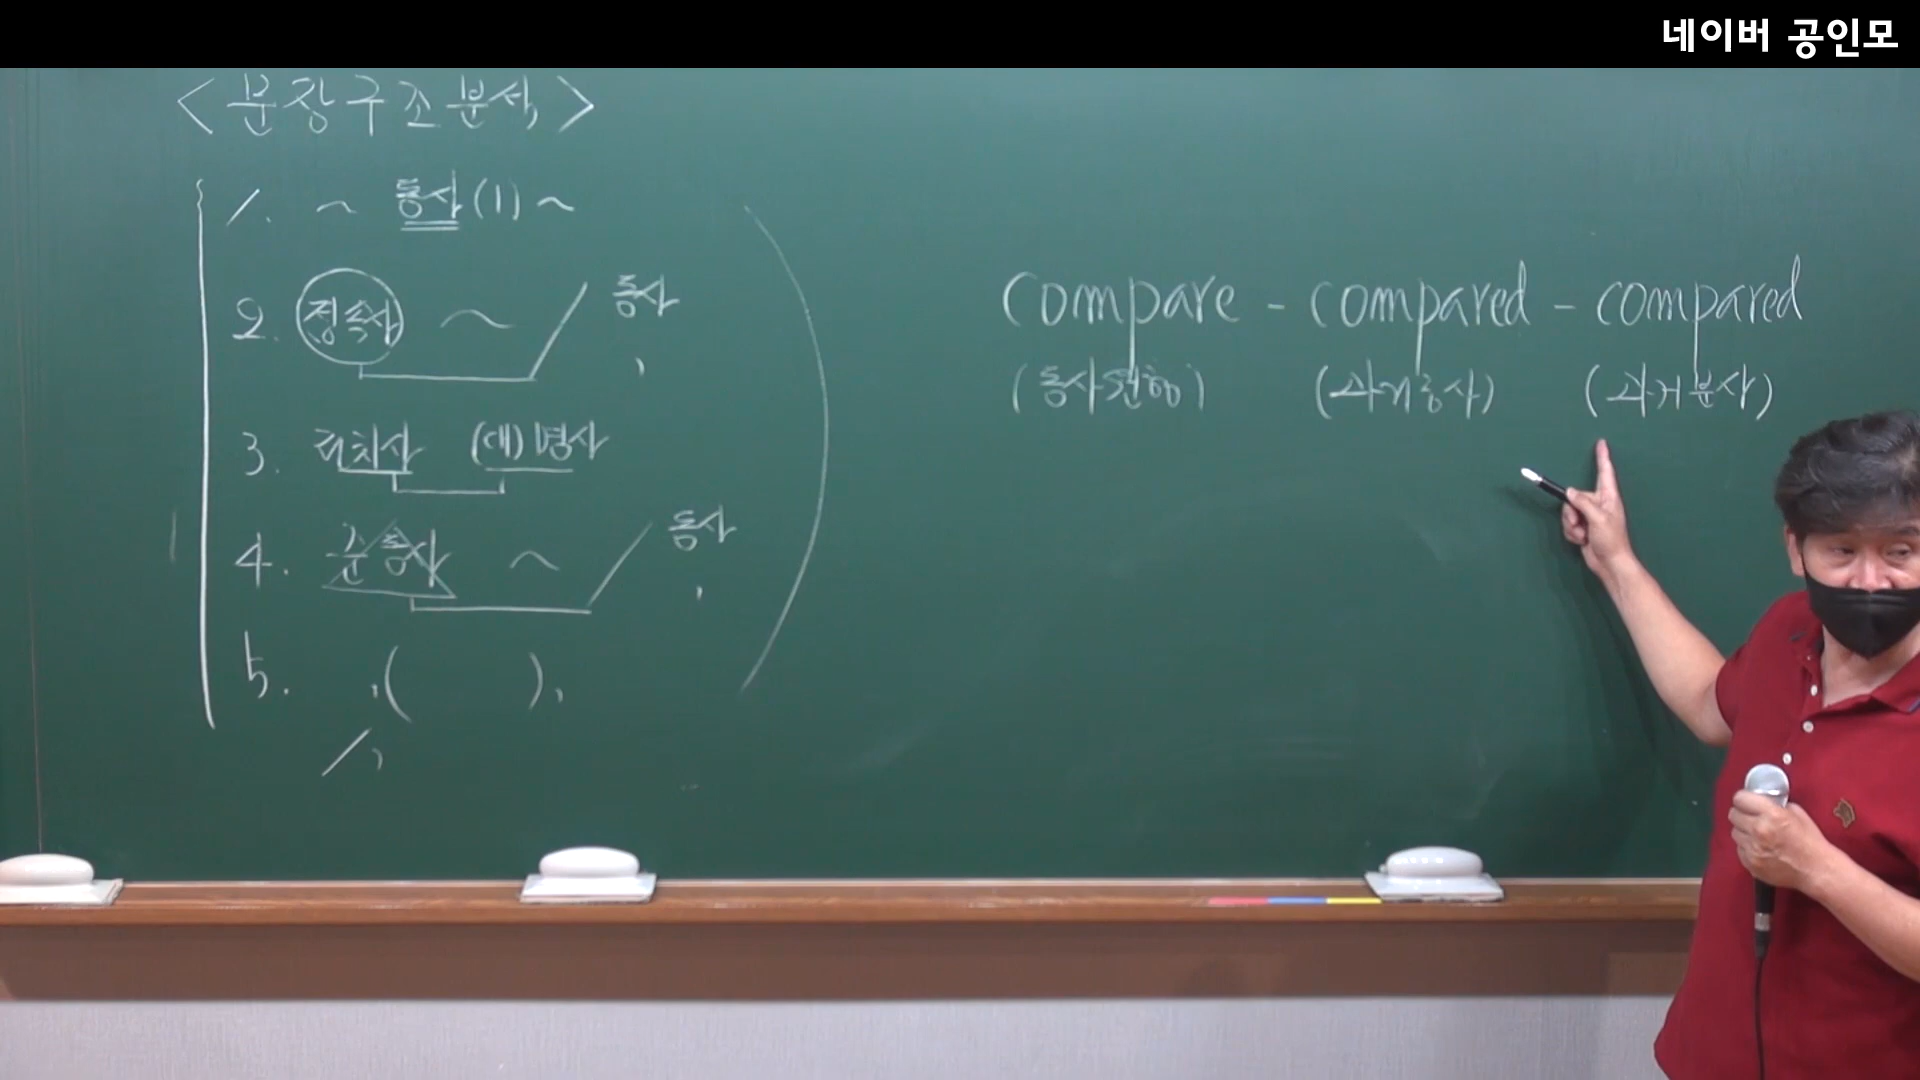 네이버 공인모
<문장구조분석>
1. ~ 동사(1) ~
2. 접속사 ~ / 동사
,
3. 전치사 (대)명사
4. 준동사 ~ / 동사
,
5. ,( ),
/,
compare - compared - compared
(동사원형) (과거동사) (과거분사)